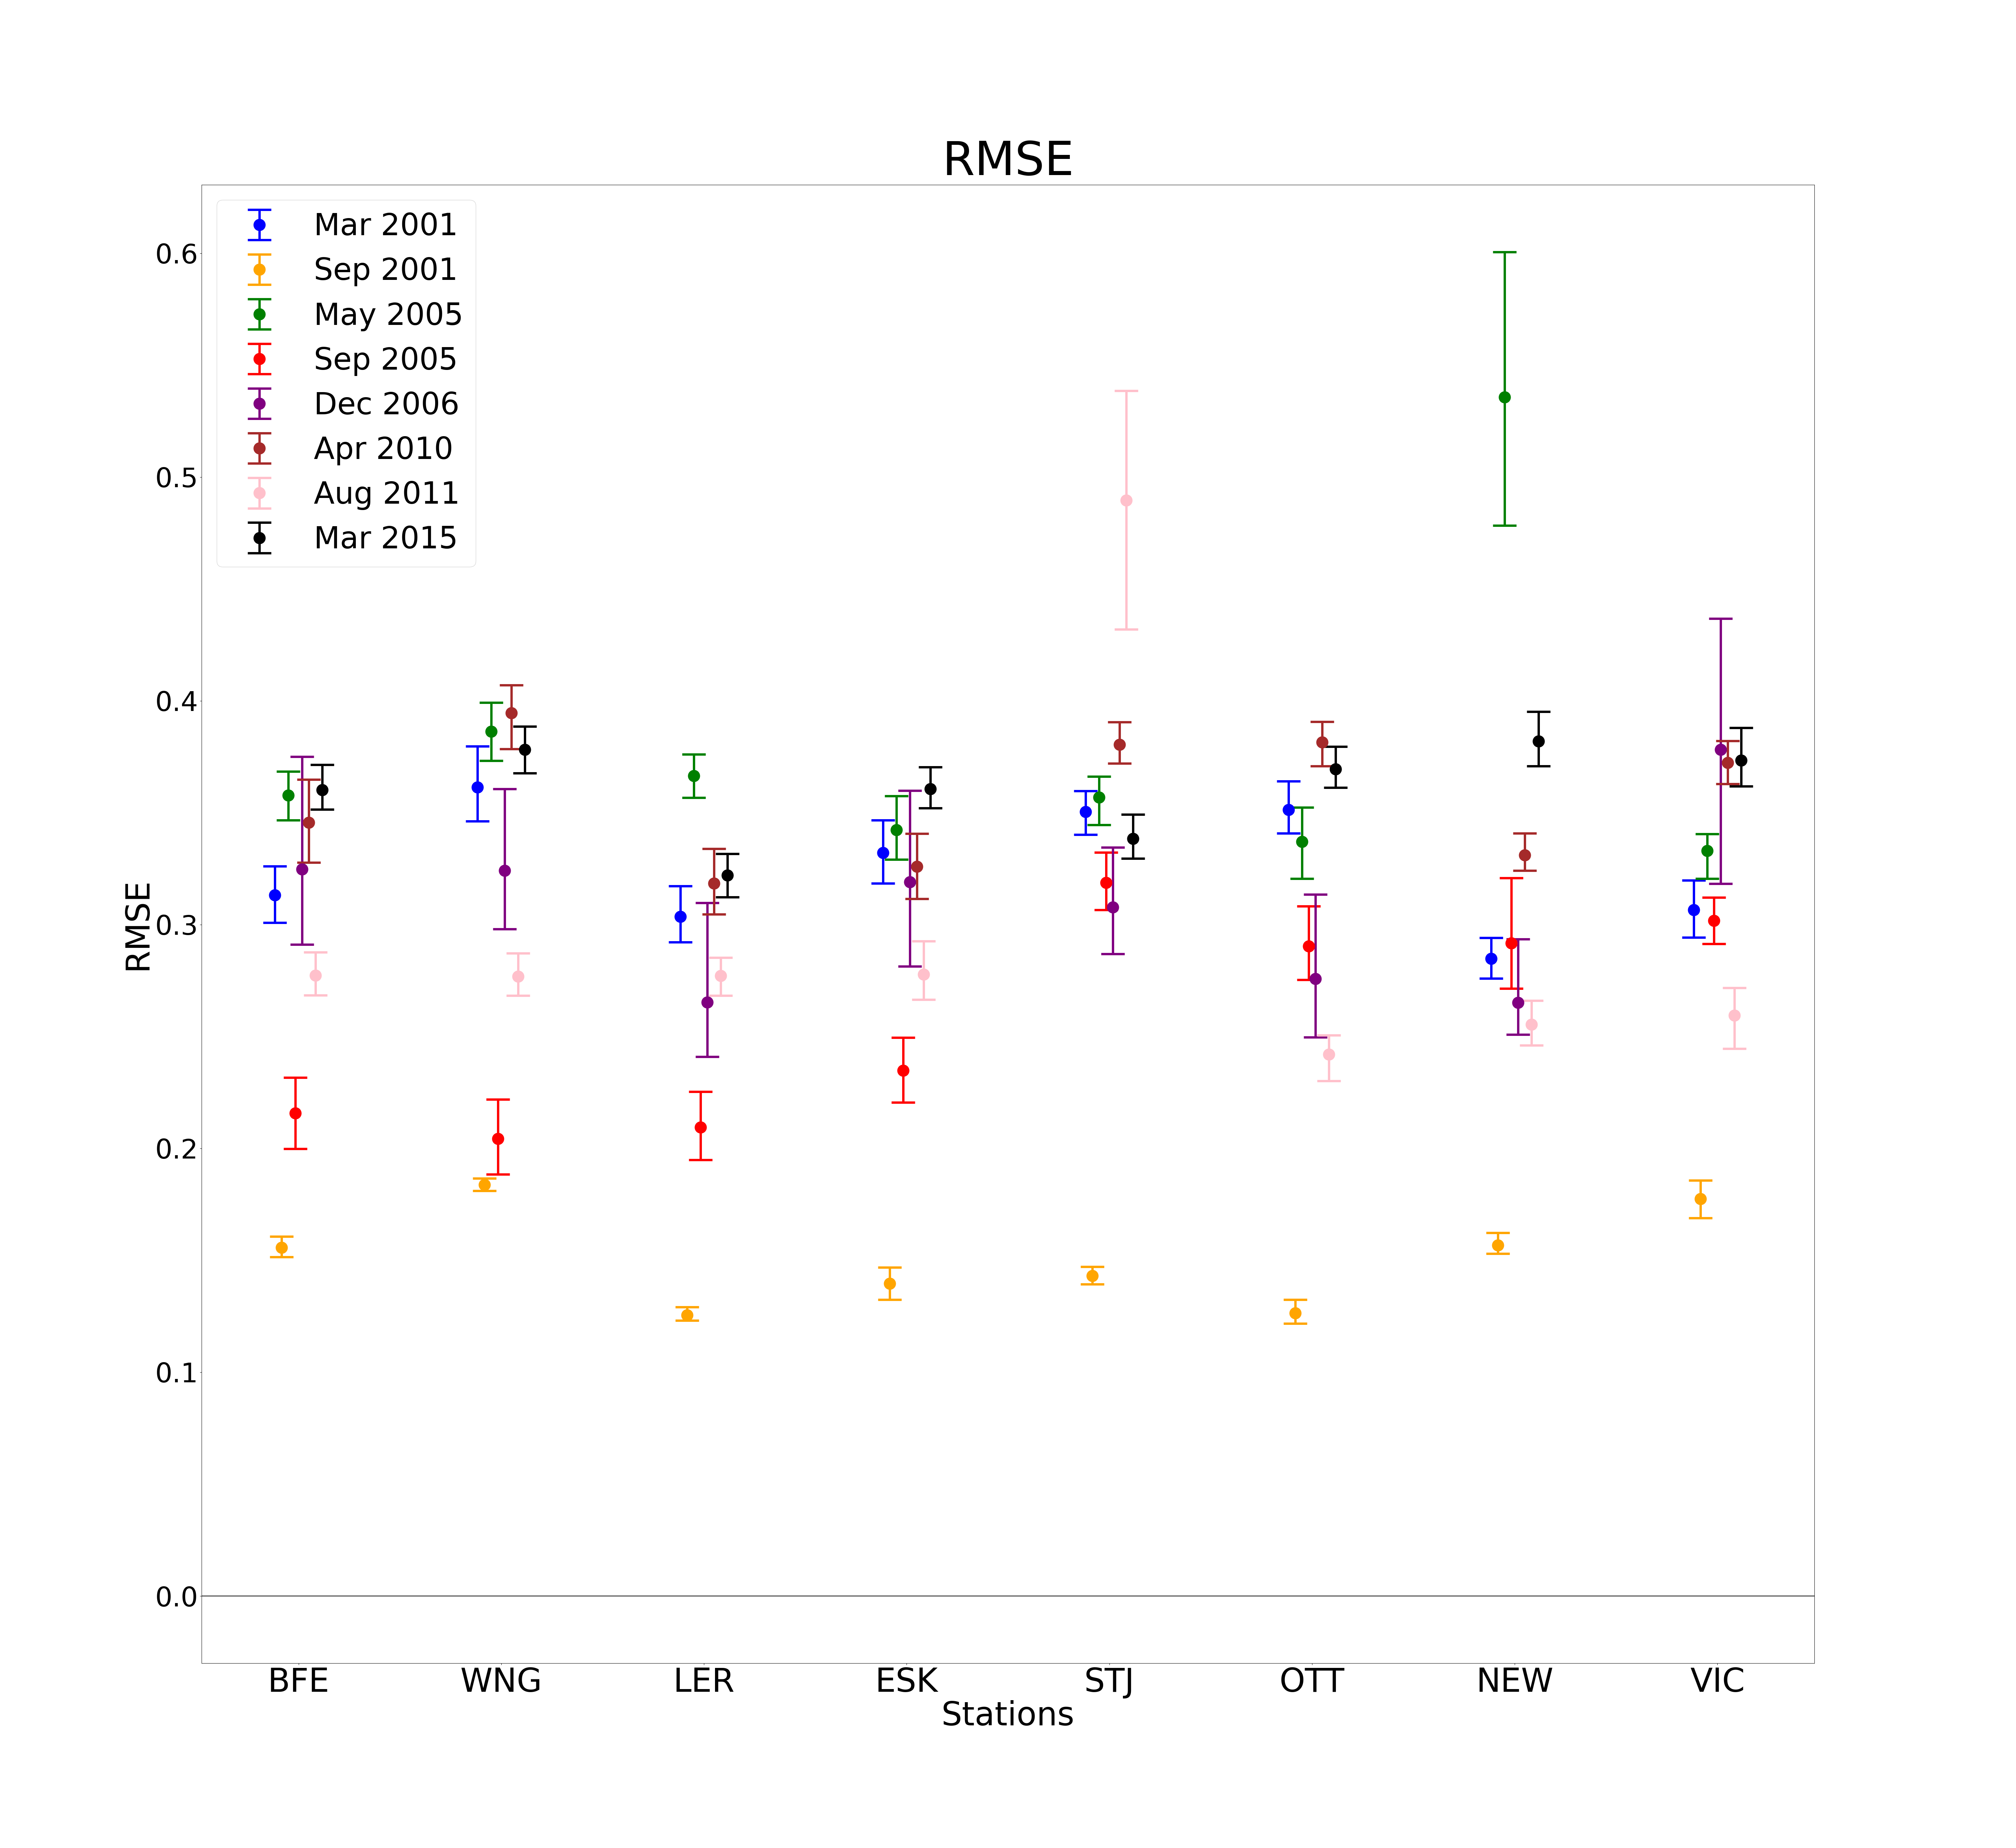 RMSE
Mar 2001
Sep 2001
May 2005
Sep 2005
Dec 2006
Apr 2010
Aug 2011
Mar 2015
RMSE
0.6
0.5
0.4
0.3
0.2
0.1
0.0
BFE WNG LER ESK STJ OTT NEW VIC
Stations